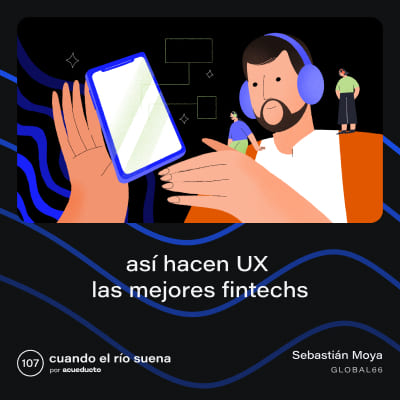 así hacen UX
las mejores fintechs
107
cuando el río suena
por acueducto
Sebastián Moya
GLOBAL66